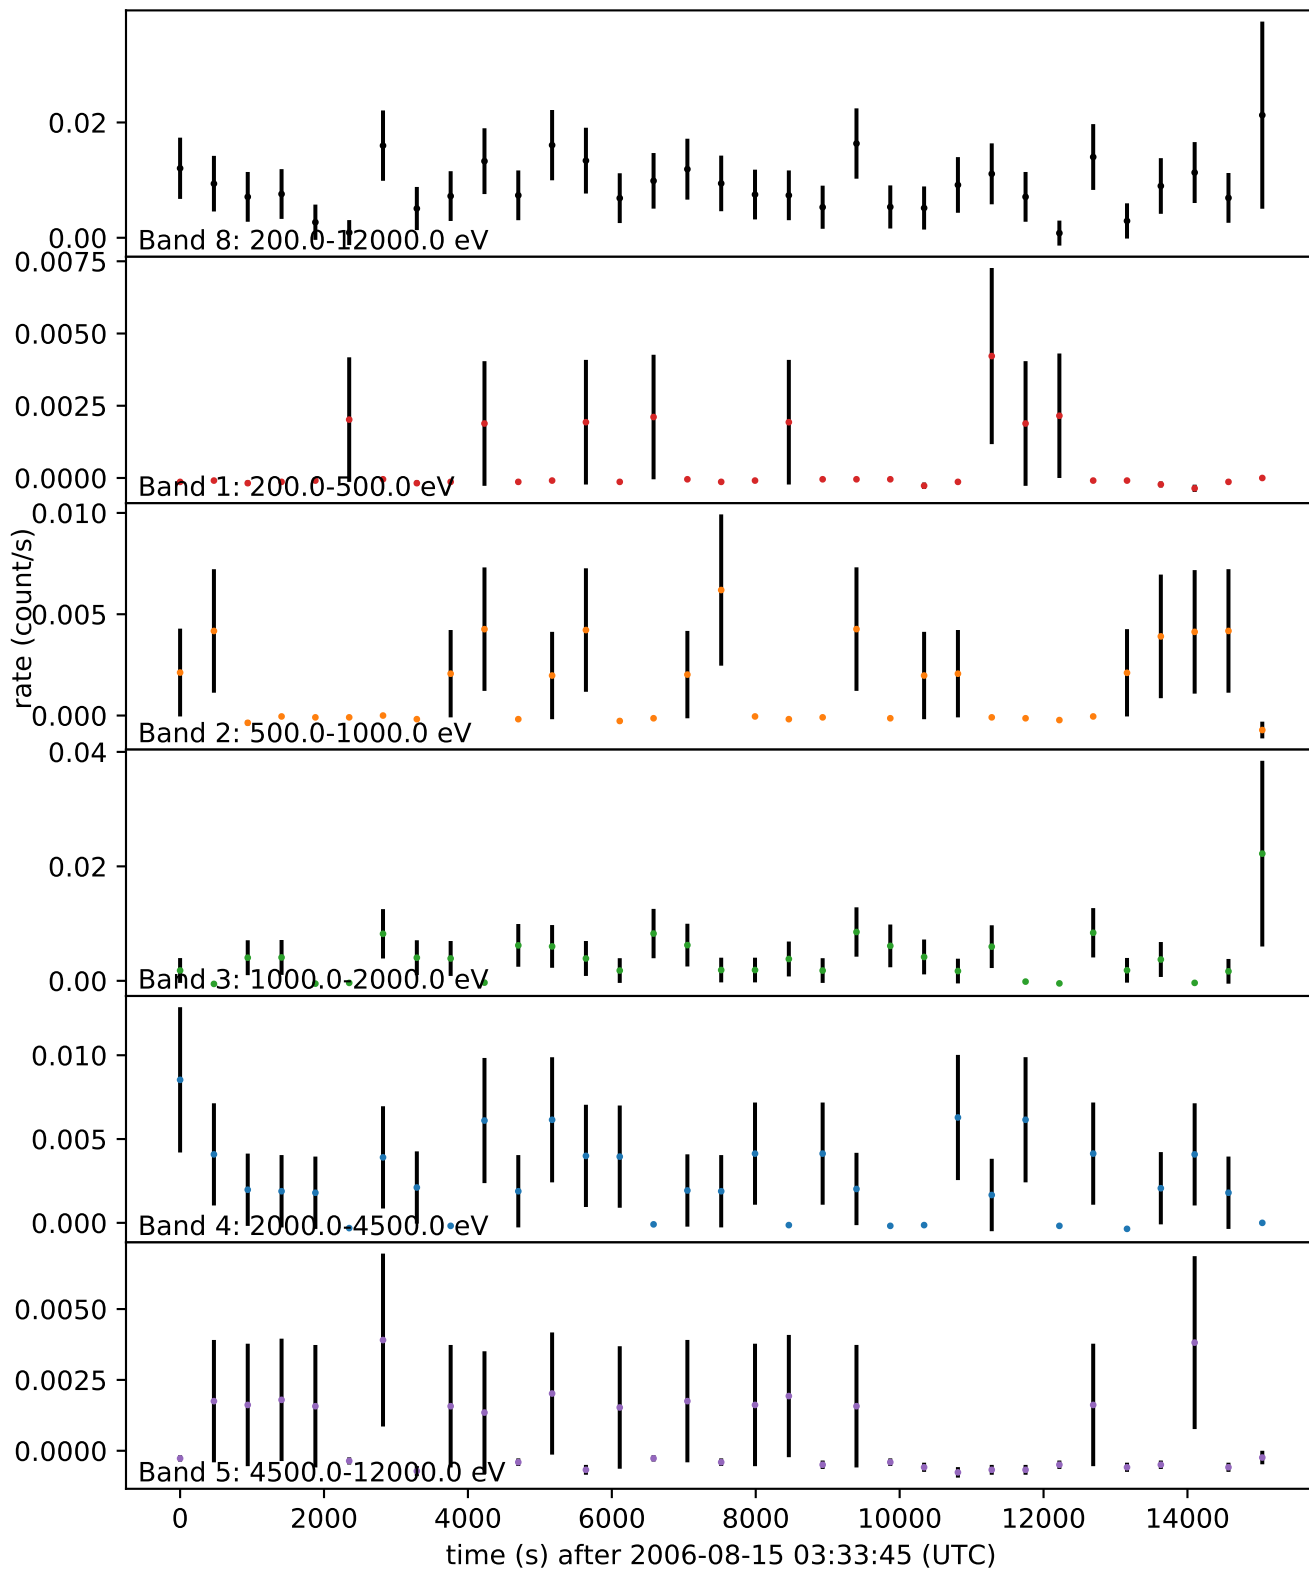 0.02
0.00
Band 8: 200.0-12000.0 eV
0.0075
0.0050
0.0025
0.0000
Band 1: 200.0-500.0 eV
0.010
0.005
0.000
Band 2: 500.0-1000.0 eV
rate (count/s)
0.04
0.02
0.00
Band 3: 1000.0-2000.0 eV
0.010
0.005
0.000
Band 4: 2000.0-4500.0 eV
0.0050
0.0025
0.0000
Band 5: 4500.0-12000.0 eV
0 2000 4000 6000 8000 10000 12000 14000
time (s) after 2006-08-15 03:33:45 (UTC)